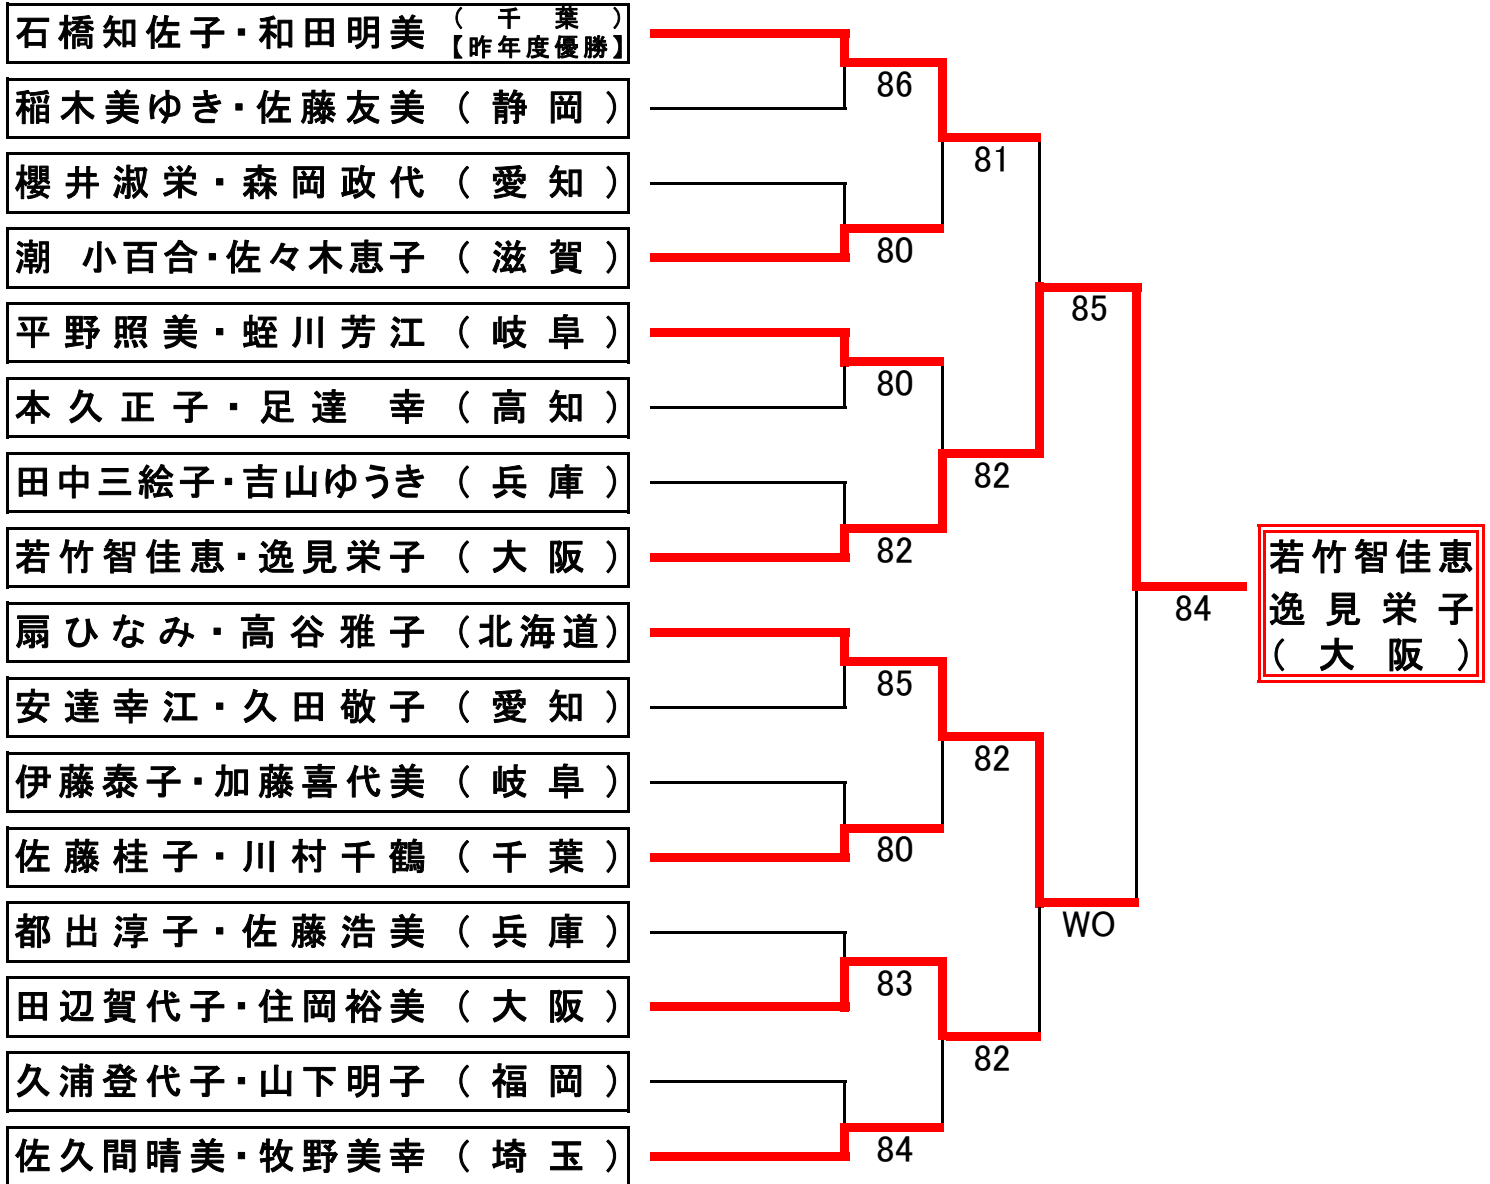 石橋知佐子・和田明美 (千葉)【昨年度優勝】
稲木美ゆき・佐藤友美 (静岡)
櫻井淑栄・森岡政代 (愛知)
潮 小百合・佐々木恵子 (滋賀)
平野照美・蛭川芳江 (岐阜)
本久正子・足達 幸 (高知)
田中三絵子・吉山ゆうき (兵庫)
若竹智佳恵・逸見栄子 (大阪)
扇ひなみ・高谷雅子 (北海道)
安達幸江・久田敬子 (愛知)
伊藤泰子・加藤喜代美 (岐阜)
佐藤桂子・川村千鶴 (千葉)
都出淳子・佐藤浩美 (兵庫)
田辺賀代子・住岡裕美 (大阪)
久浦登代子・山下明子 (福岡)
佐久間晴美・牧野美幸 (埼玉)
86
80
80
82
85
80
83
84
81
82
82
82
85
WO
84
若竹智佳恵
逸見栄子
(大阪)